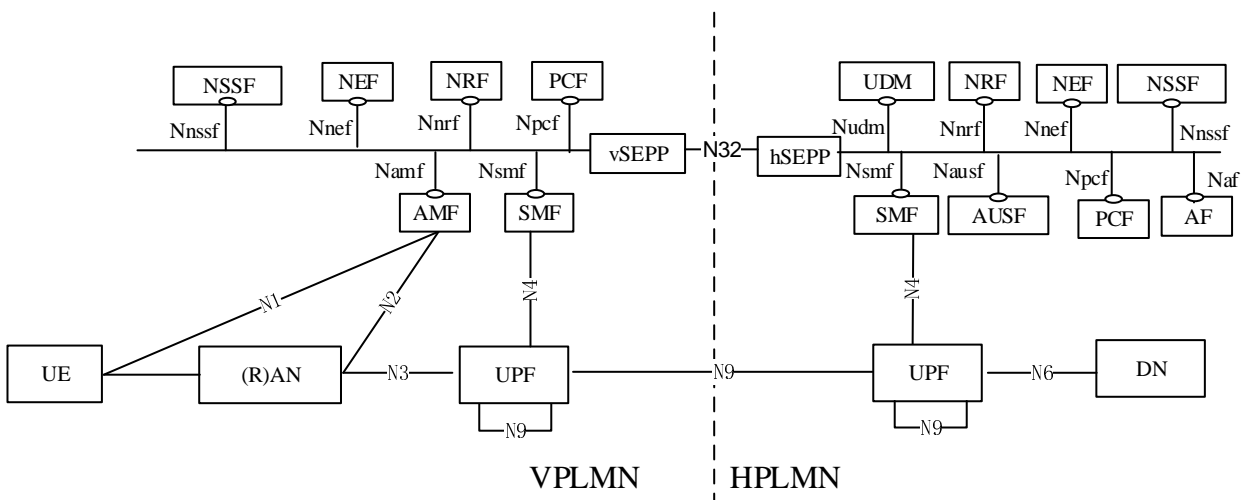 NSSF NEF NRF PCF UDM NRF NEF NSSF
Nnssf Nnef Nnrf Npcf Nudm Nnrf Nnef Nnssf
vSEPP N32 hSEPP
Namf Nsmf Nsmf Nausf Npcf Naf
AMF SMF SMF AUSF PCF AF
N1 N2 N4 N4
UE (R)AN N3 UPF N9 UPF N6 DN
N9 N9
VPLMN HPLMN